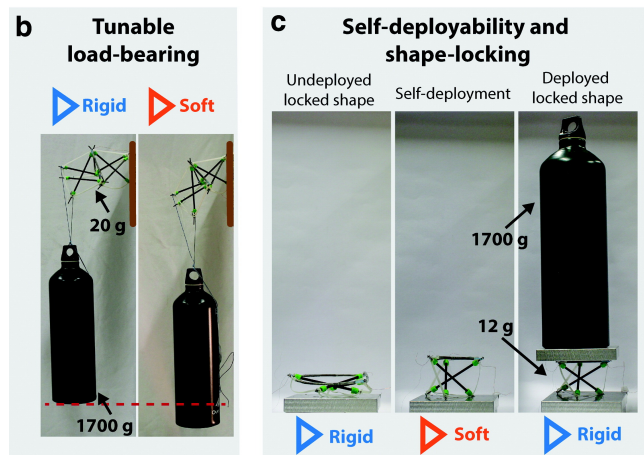 b
Tunable
load-bearing
Rigid
Soft
20 g
1700 g
c
Self-deployability and
shape-locking
Undeployed
locked shape
Self-deployment
Deployed
locked shape
1700 g
12 g
Rigid
Soft
Rigid